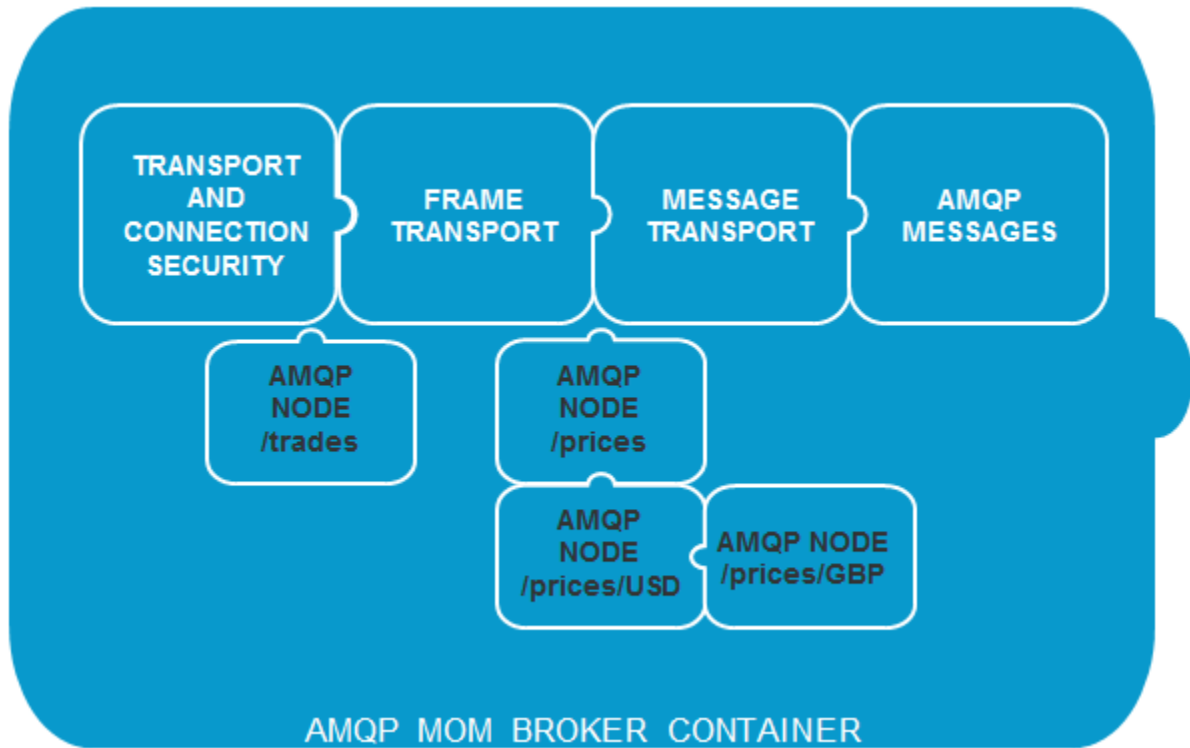 TRANSPORT
AND
CONNECTION
SECURITY
FRAME
TRANSPORT
MESSAGE
TRANSPORT
AMQP
MESSAGES
AMQP
NODE
/trades
AMQP
NODE
/prices
AMQP
NODE
/prices/USD
AMQP NODE
/prices/GBP
AMQP MOM BROKER CONTAINER